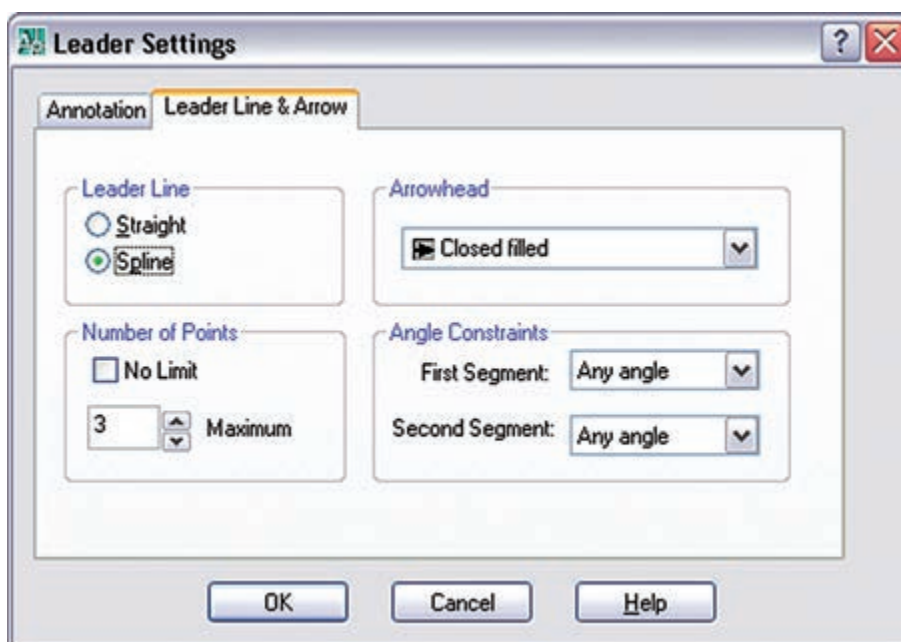 Leader Settings
?
Annotation
Leader Line & Arrow
Leader Line
Straight
Spline
Arrowhead
Closed filled
Number of Points
No Limit
3
Maximum
Angle Constraints
First Segment:
Any angle
Second Segment:
Any angle
OK
Cancel
Help